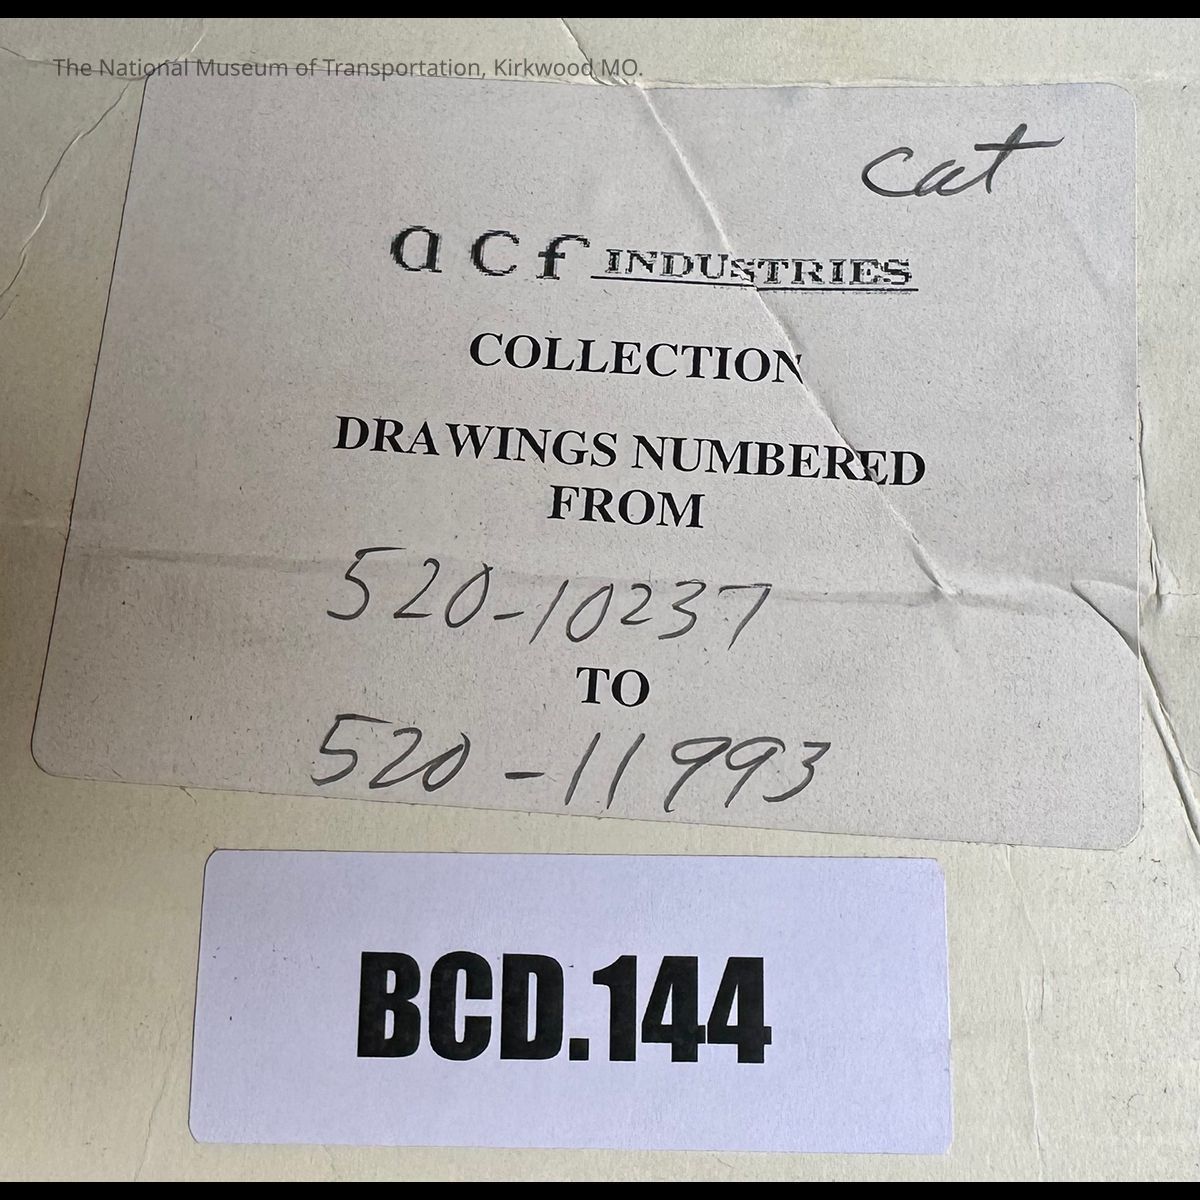 The National Museum of Transportation, Kirkwood MO.
cat
acf INDUSTRIES
COLLECTION
DRAWINGS NUMBERED
FROM
520-10237
TO
520-11993
BCD.144